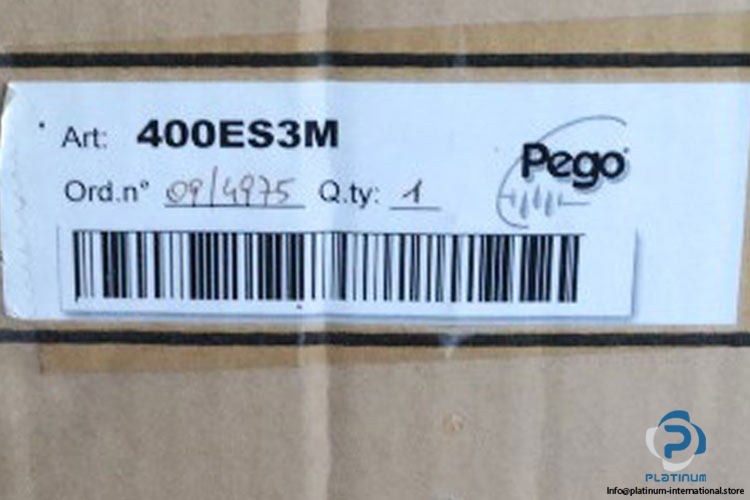 Art: 400ES3M
Pego
Ord.n° 09/4975 Q.ty: 1
PLATINUM
Info@platinum-international.store